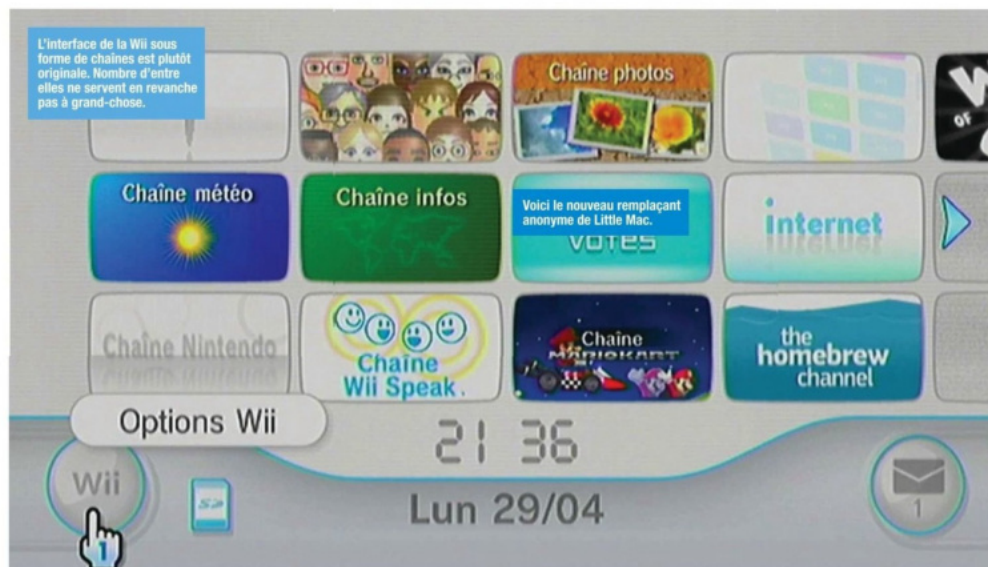 L'interface de la Wii sous
forme de chaînes est plutôt
originale. Nombre d'entre
elles ne servent en revanche
pas à grand-chose.
Chaîne photos
W
OF
Chaîne météo
Chaîne infos
Voici le nouveau remplaçant
anonyme de Little Mac.
VOTES
internet
Chaîne Nintendo
Chaîne
Wii Speak.
Chaîne
MARIOKART
the
homebrew
channel
Options Wii
21 36
Wii
1
SD
Lun 29/04
1